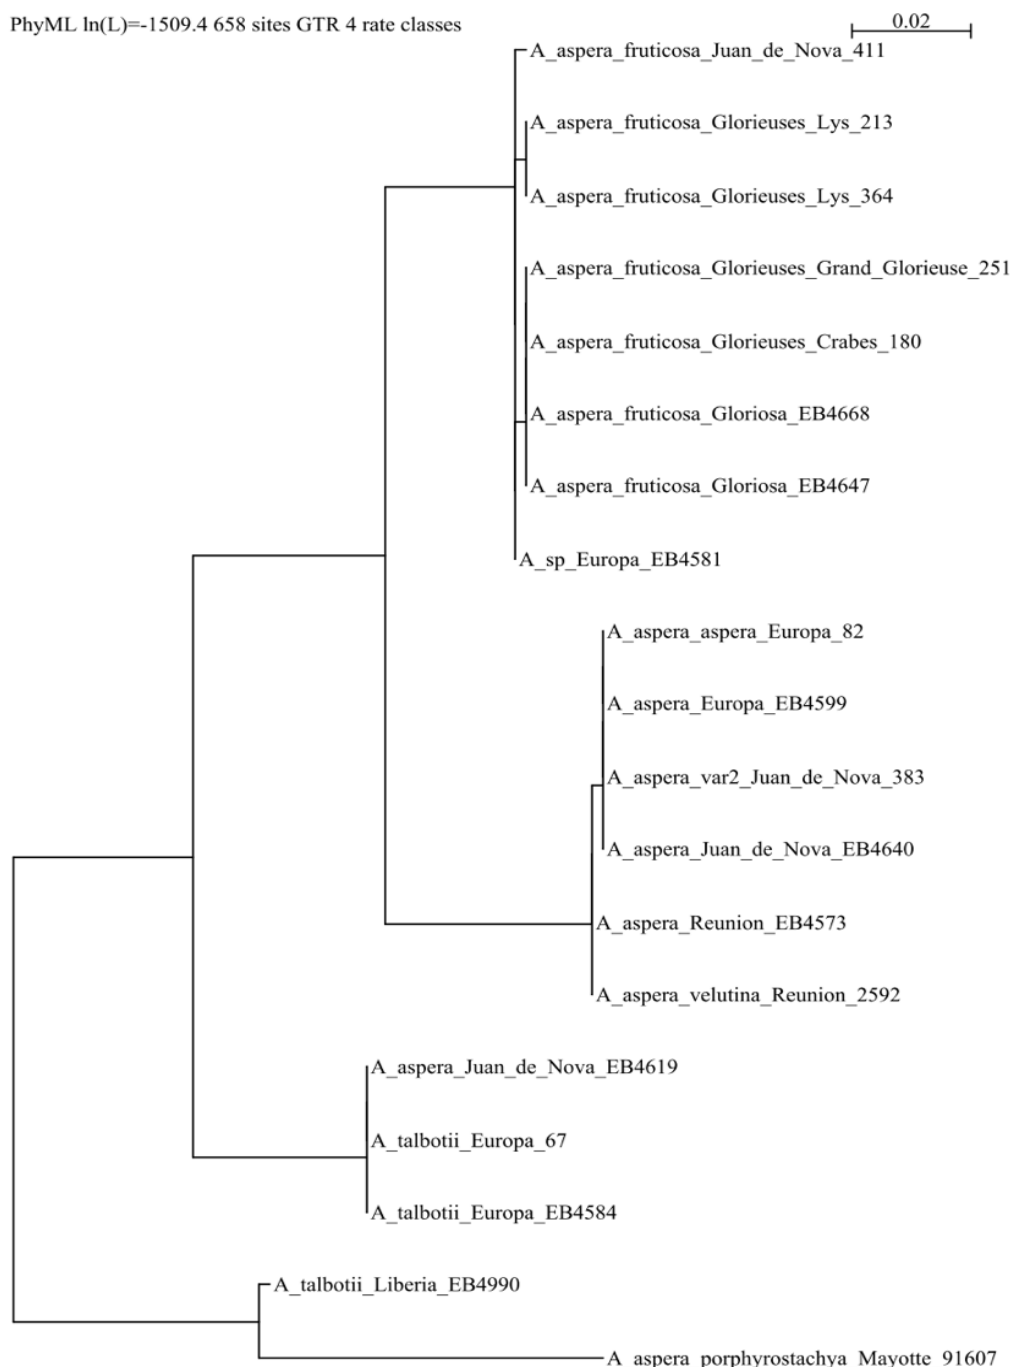 PhyML ln(L)=-1509.4 658 sites GTR 4 rate classes
0.02
A_aspera_fruticosa_Juan_de_Nova_411
A_aspera_fruticosa_Glorieuses_Lys_213
A_aspera_fruticosa_Glorieuses_Lys_364
A_aspera_fruticosa_Glorieuses_Grand_Glorieuse_251
A_aspera_fruticosa_Glorieuses_Crabes_180
A_aspera_fruticosa_Gloriosa_EB4668
A_aspera_fruticosa_Gloriosa_EB4647
A_sp_Europa_EB4581
A_aspera_aspera_Europa_82
A_aspera_Europa_EB4599
A_aspera_var2_Juan_de_Nova_383
A_aspera_Juan_de_Nova_EB4640
A_aspera_Reunion_EB4573
A_aspera_velutina_Reunion_2592
A_aspera_Juan_de_Nova_EB4619
A_talbotii_Europa_67
A_talbotii_Europa_EB4584
A_talbotii_Liberia_EB4990
A_aspera_porphyrostachya_Mayotte_91607